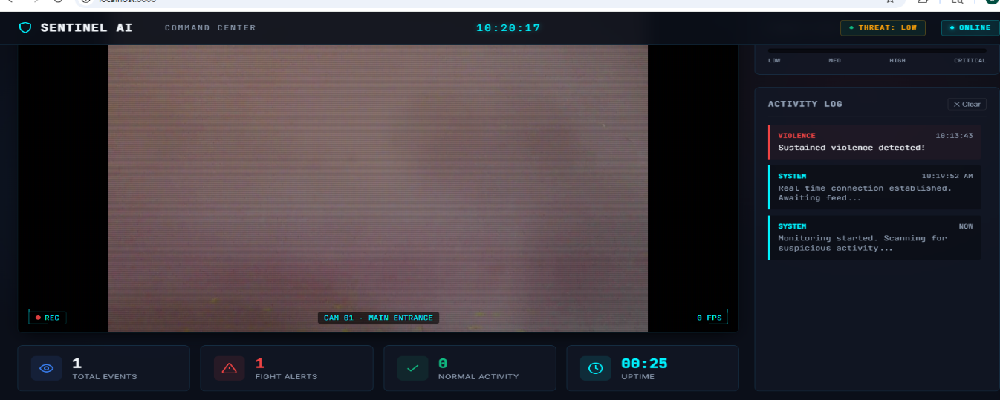 SENTINEL AI
COMMAND CENTER
10:20:17
THREAT: LOW
ONLINE
LOW MED HIGH CRITICAL
ACTIVITY LOG
Clear
VIOLENCE 10:13:43
Sustained violence detected!
SYSTEM 10:19:52 AM
Real-time connection established.
Awaiting feed...
SYSTEM NOW
Monitoring started. Scanning for
suspicious activity...
REC
CAM-01 - MAIN ENTRANCE
0 FPS
1
TOTAL EVENTS
1
FIGHT ALERTS
0
NORMAL ACTIVITY
00:25
UPTIME